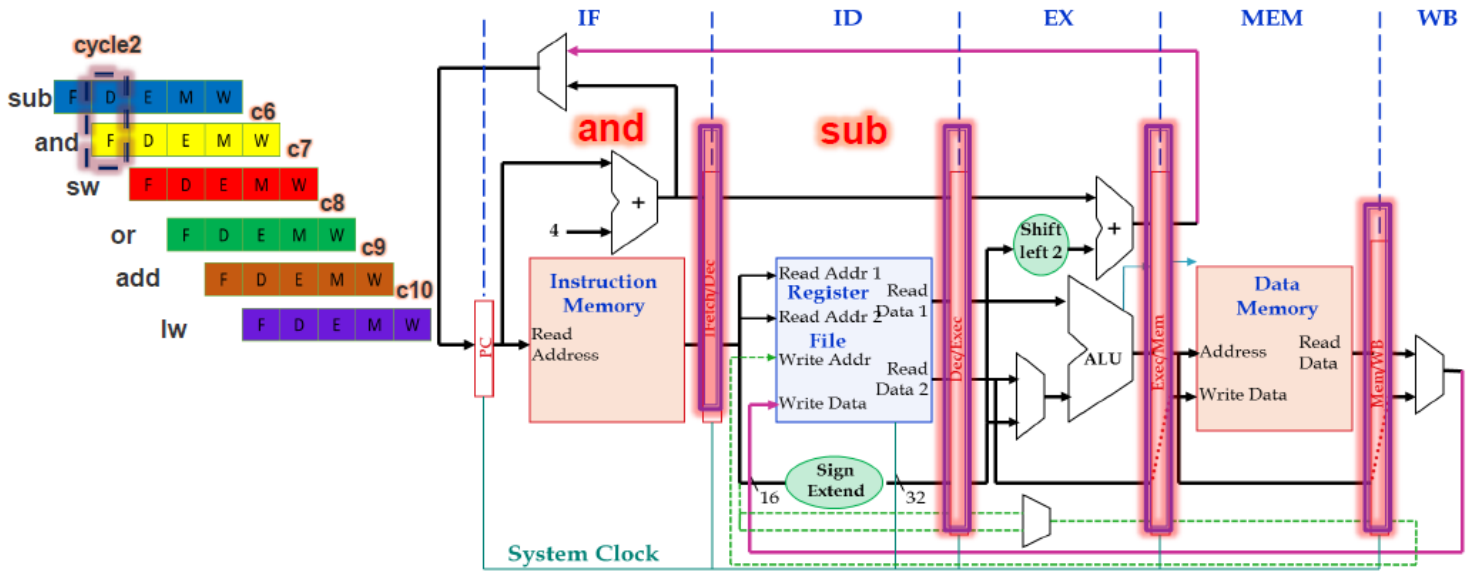 IF
ID
EX
MEM
WB
cycle2
sub F D E M W
c6
and F D E M W
c7
sw F D E M W
c8
or F D E M W
c9
add F D E M W
c10
lw F D E M W
and
sub
+
4
Shift
left 2
+
Instruction
Memory
Read
Address
PC
IFetch/Dec
Read Addr 1
Register
Read Addr 2
File
Write Addr
Write Data
Read
Data 1
Read
Data 2
Dec/Exec
ALU
Exec/Mem
Data
Memory
Address
Read
Data
Write Data
Mem/WB
Sign
Extend
16
32
System Clock